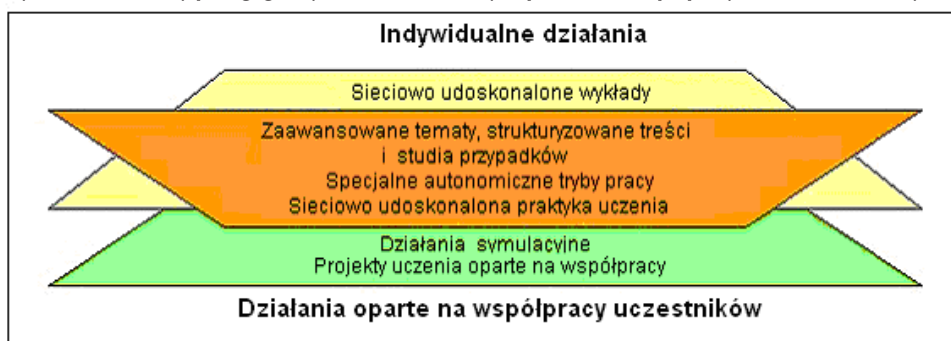 Indywidualne działania
Sieciowo udoskonalone wykłady
Zaawansowane tematy, strukturyzowane treści
i studia przypadków
Specjalne autonomiczne tryby pracy
Sieciowo udoskonalona praktyka uczenia
Działania symulacyjne
Projekty uczenia oparte na współpracy
Działania oparte na współpracy uczestników